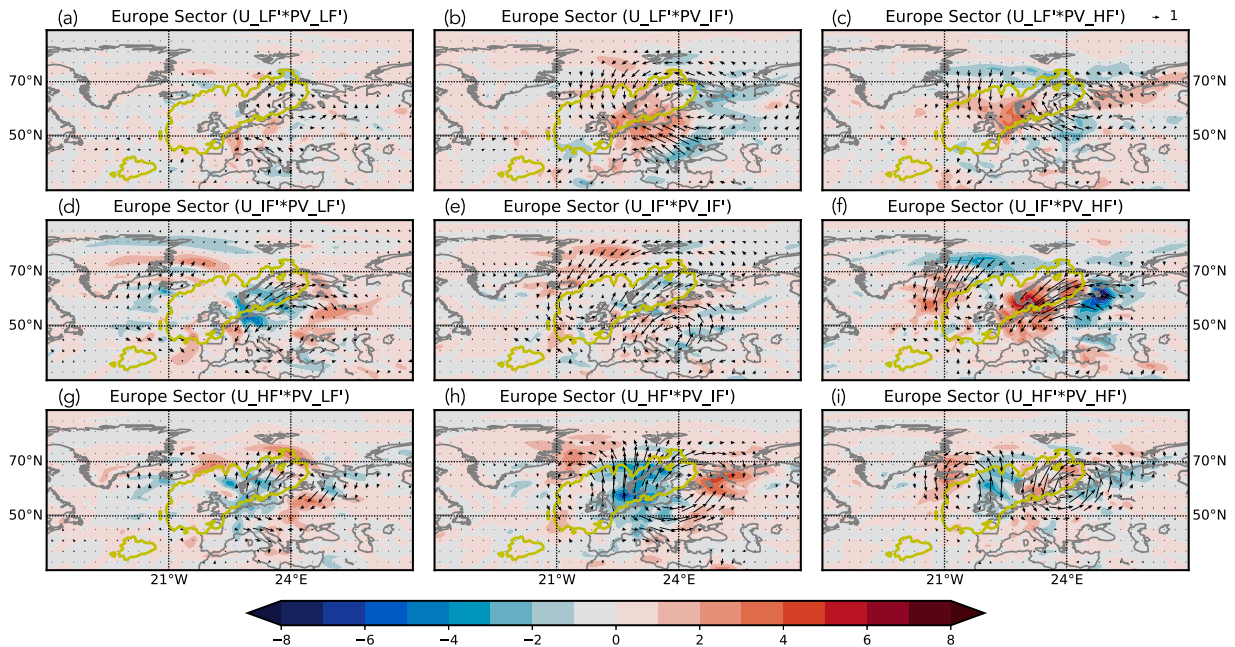 (a) Europe Sector (U_LF'*PV_LF')
(b) Europe Sector (U_LF'*PV_IF')
(c) Europe Sector (U_LF'*PV_HF') 1
70°N 70°N
50°N 50°N
(d) Europe Sector (U_IF'*PV_LF')
(e) Europe Sector (U_IF'*PV_IF')
(f) Europe Sector (U_IF'*PV_HF')
70°N 70°N
50°N 50°N
(g) Europe Sector (U_HF'*PV_LF')
(h) Europe Sector (U_HF'*PV_IF')
(i) Europe Sector (U_HF'*PV_HF')
70°N 70°N
50°N 50°N
21°W 24°E 21°W 24°E 21°W 24°E
−8 −6 −4 −2 0 2 4 6 8